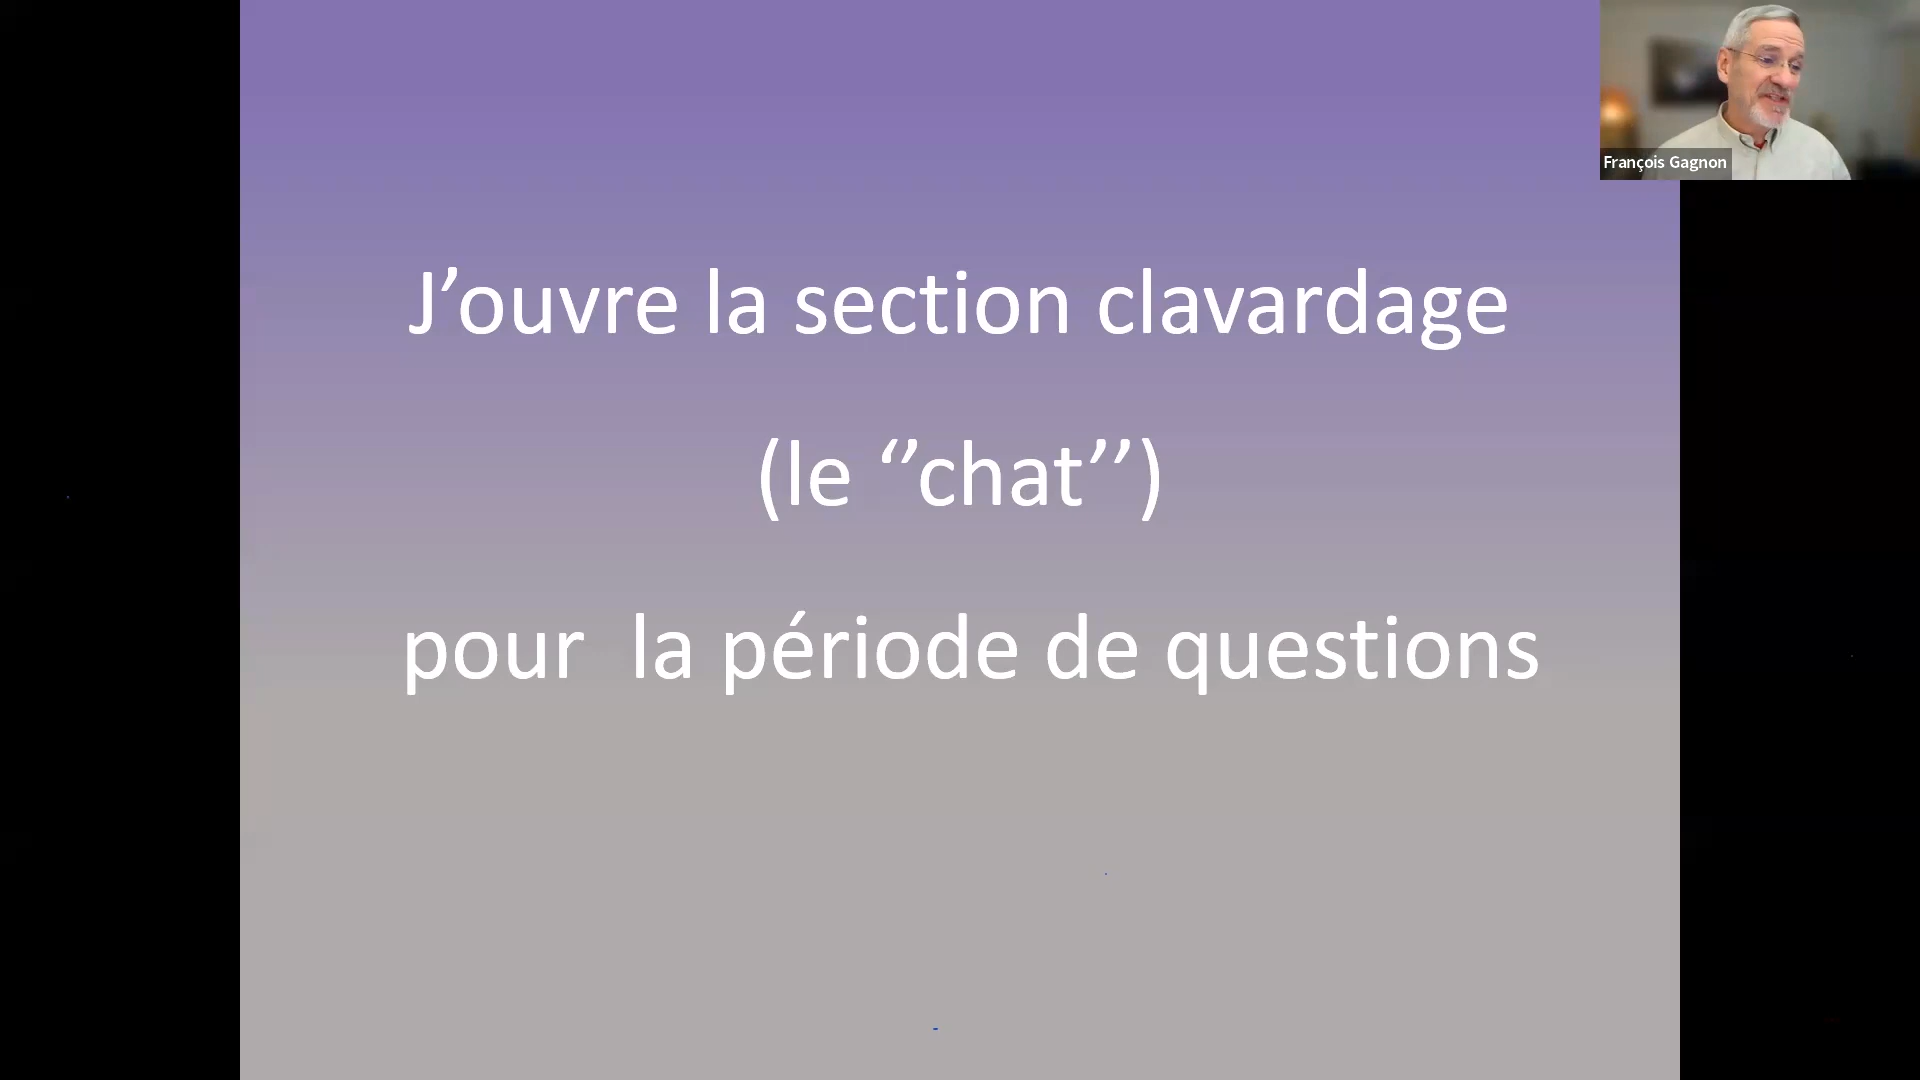 J’ouvre la section clavardage
(le ‘’chat’’)
pour  la période de questions
François Gagnon